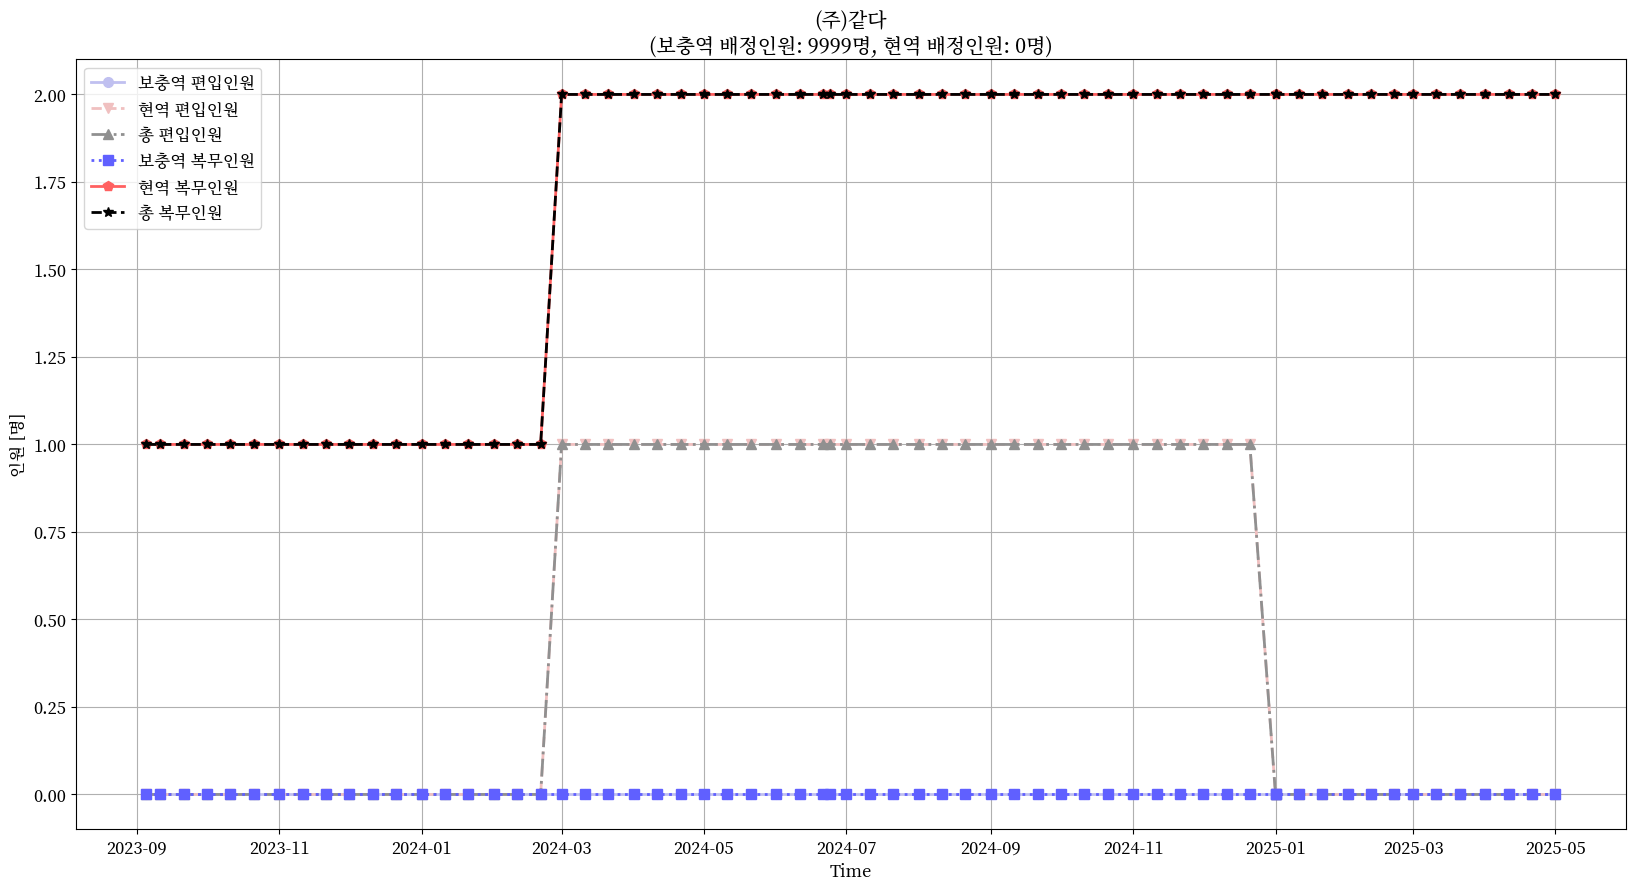 (주)같다
(보충역 배정인원: 9999명, 현역 배정인원: 0명)
보충역 편입인원
현역 편입인원
총 편입인원
보충역 복무인원
현역 복무인원
총 복무인원
2.00
1.75
1.50
1.25
1.00
0.75
0.50
0.25
0.00
인원 [명]
2023-09 2023-11 2024-01 2024-03 2024-05 2024-07 2024-09 2024-11 2025-01 2025-03 2025-05
Time